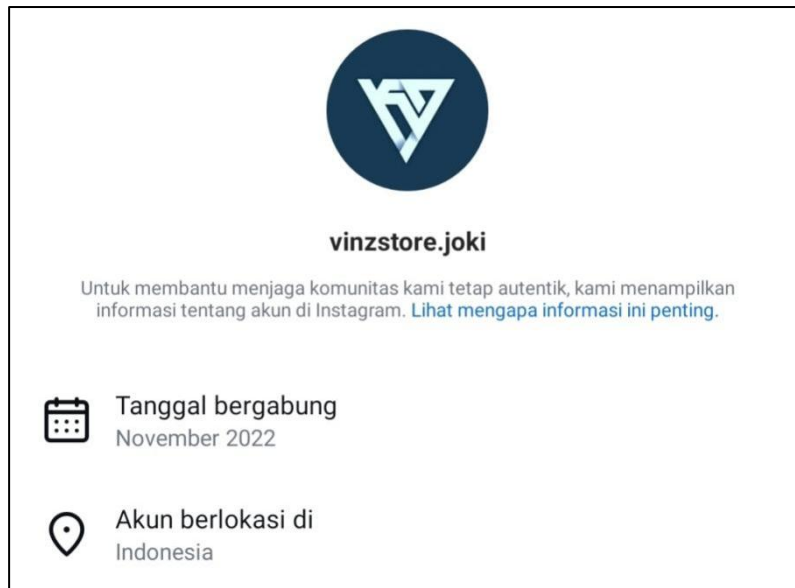 vinzstore.joki
Untuk membantu menjaga komunitas kami tetap autentik, kami menampilkan
informasi tentang akun di Instagram. Lihat mengapa informasi ini penting.
Tanggal bergabung
November 2022
Akun berlokasi di
Indonesia